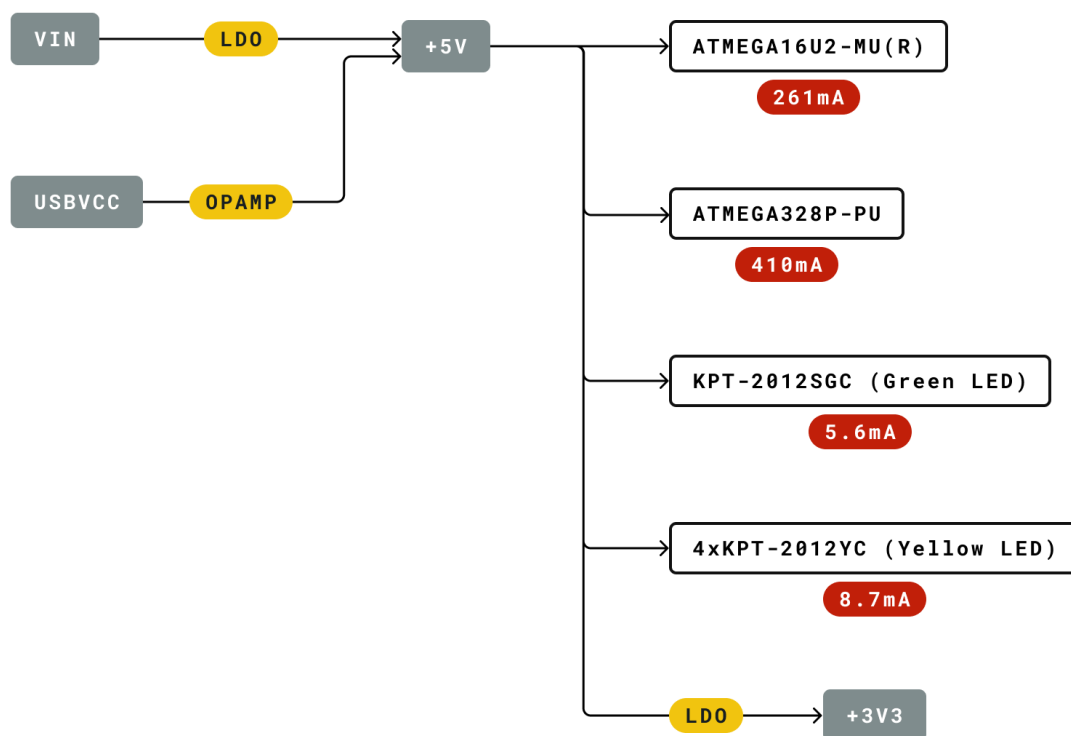 VIN
LDO
+5V
ATMEGA16U2-MU(R)
261mA
USBVCC
OPAMP
ATMEGA328P-PU
410mA
KPT-2012SGC (Green LED)
5.6mA
4xKPT-2012YC (Yellow LED)
8.7mA
LDO
+3V3